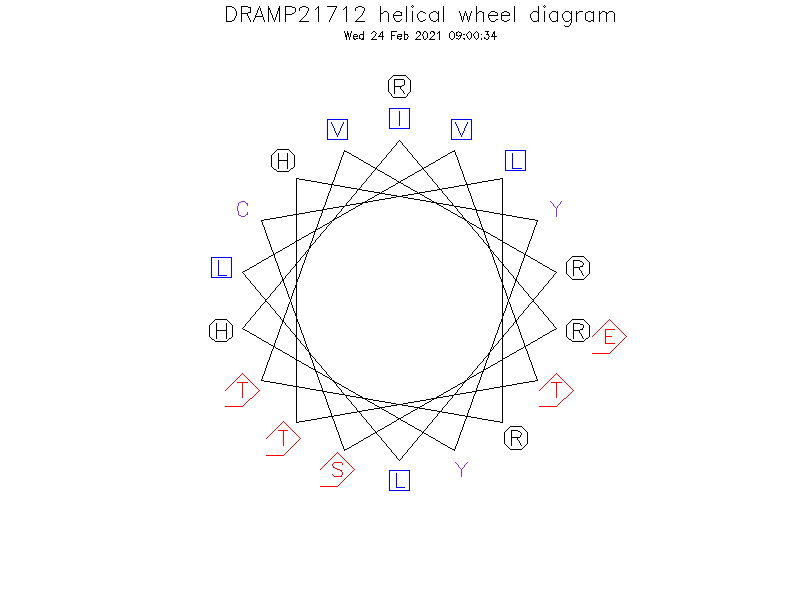 DRAMP21712 helical wheel diagram
Wed 24 Feb 2021 09:00:34
R
V I V
H L
C Y
L R
H R E
T T
T R
S L Y